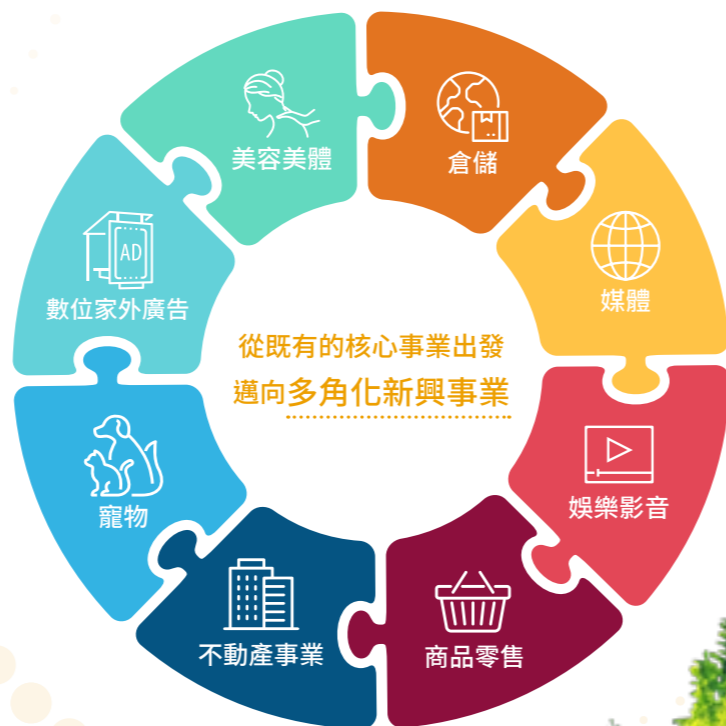 美容美體
倉儲
媒體
娛樂影音
商品零售
不動產事業
寵物
數位家外廣告
AD
從既有的核心事業出發
邁向多角化新興事業